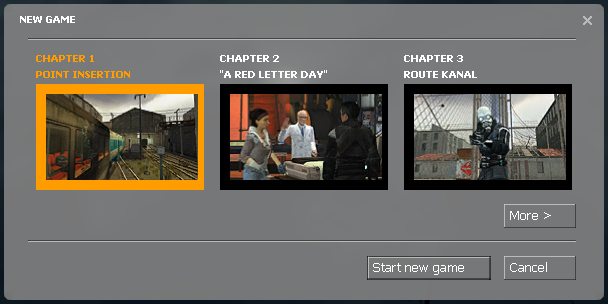 NEW GAME
CHAPTER 1
POINT INSERTION
CHAPTER 2
"A RED LETTER DAY"
CHAPTER 3
ROUTE KANAL
More >
Start new game
Cancel